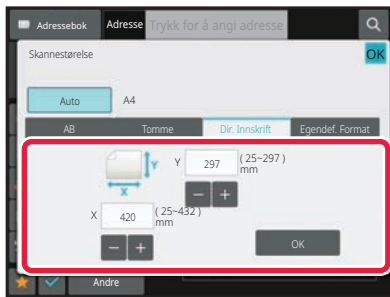 Adressebok Adresse Trykk for å angi adresse
Skannestørelse OK
Auto A4
AB Tomme Dir. Innskrift Egendef. Format
Y Y 297 (25~297) mm
X
X 420 (25~432) mm
OK
Andre